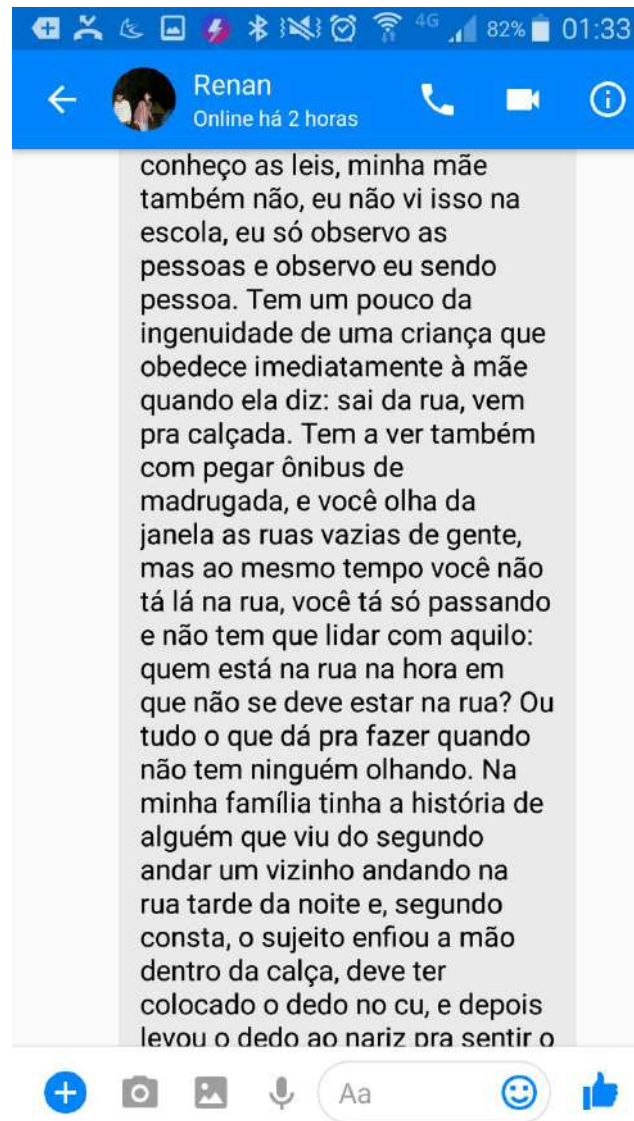 4G 82% 01:33
Renan
Online há 2 horas
conheço as leis, minha mãe
também não, eu não vi isso na
escola, eu só observo as
pessoas e observo eu sendo
pessoa. Tem um pouco da
ingenuidade de uma criança que
obedece imediatamente à mãe
quando ela diz: sai da rua, vem
pra calçada. Tem a ver também
com pegar ônibus de
madrugada, e você olha da
janela as ruas vazias de gente,
mas ao mesmo tempo você não
tá lá na rua, você tá só passando
e não tem que lidar com aquilo:
quem está na rua na hora em
que não se deve estar na rua? Ou
tudo o que dá pra fazer quando
não tem ninguém olhando. Na
minha família tinha a história de
alguém que viu do segundo
andar um vizinho andando na
rua tarde da noite e, segundo
consta, o sujeito enfiou a mão
dentro da calça, deve ter
colocado o dedo no cu, e depois
levou o dedo ao nariz pra sentir o
Aa